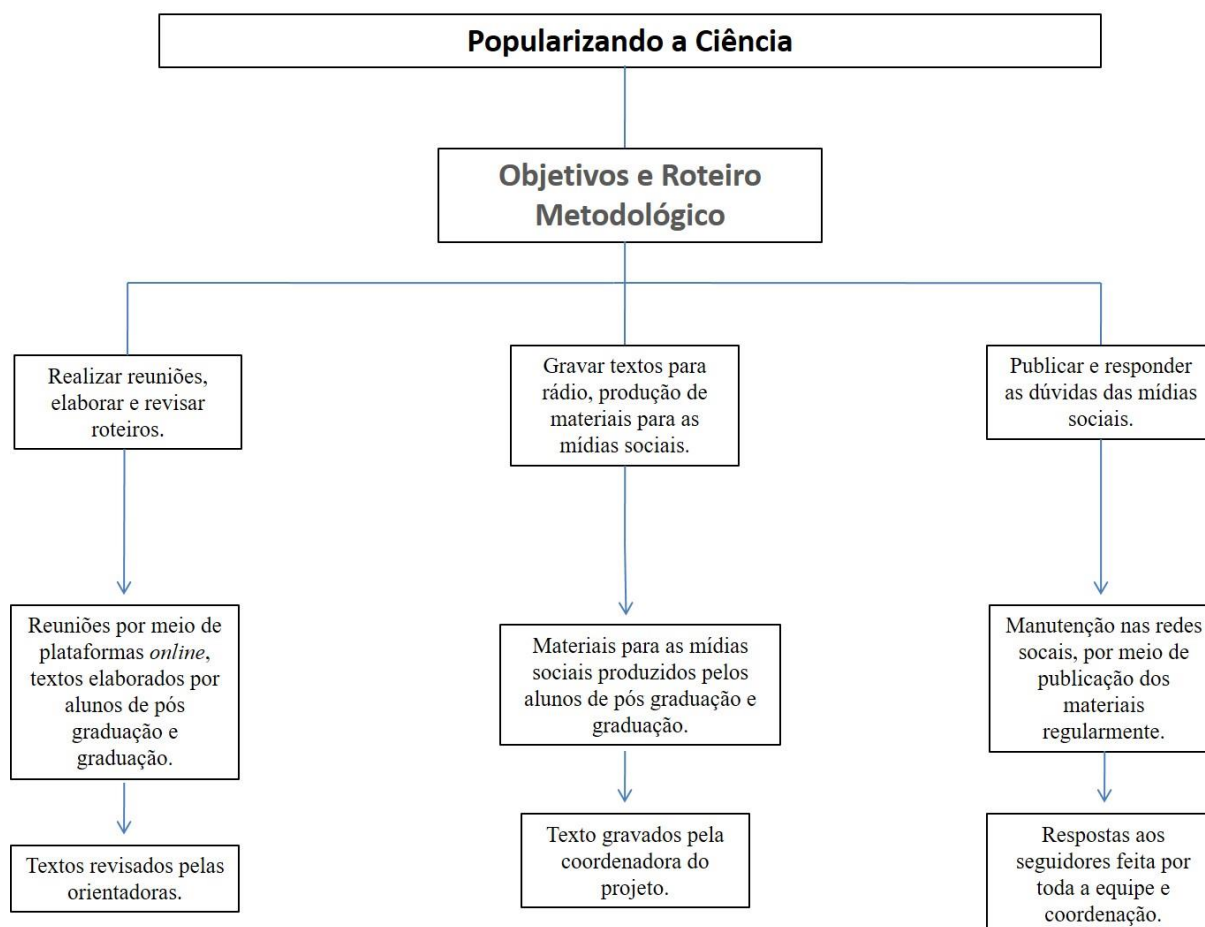 Popularizando a Ciência
Objetivos e Roteiro
Metodológico
Realizar reuniões,
elaborar e revisar
roteiros.
Gravar textos para
rádio, produção de
materiais para as
mídias sociais.
Publicar e responder
as dúvidas das mídias
sociais.
Reuniões por meio de
plataformas online,
textos elaborados por
alunos de pós
graduação e
graduação.
Materiais para as mídias
sociais produzidos pelos
alunos de pós graduação e
graduação.
Manutenção nas redes
socais, por meio de
publicação dos
materiais
regularmente.
Textos revisados pelas
orientadoras.
Texto gravados pela
coordenadora do
projeto.
Respostas aos
seguidores feita por
toda a equipe e
coordenação.